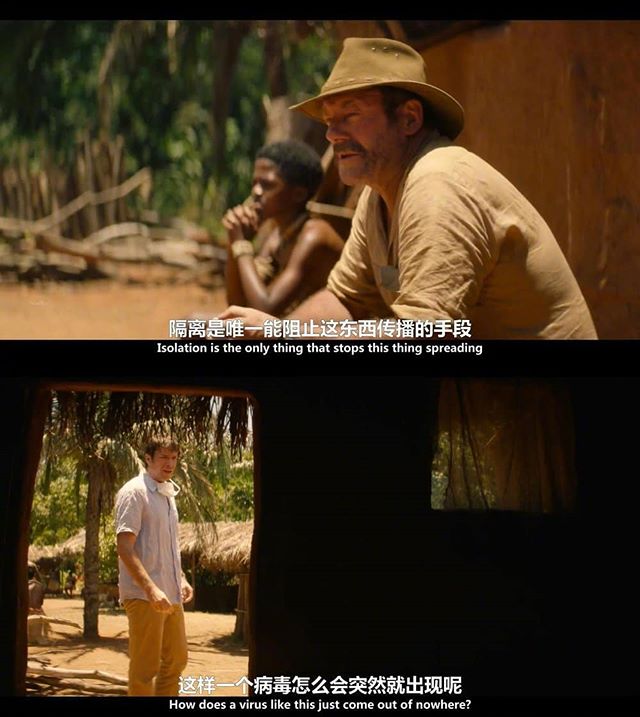 隔离是唯一能阻止这东西传播的手段
Isolation is the only thing that stops this thing spreading
这样一个病毒怎么会突然就出现呢
How does a virus like this just come out of nowhere?